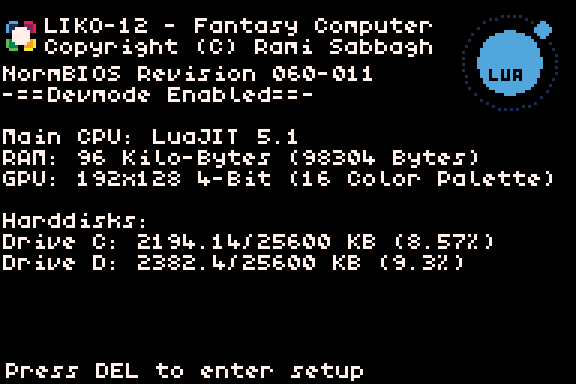 LIKO-12 - Fantasy Computer
Copyright (C) Rami Sabbagh
LUA
NormBIOS Revision 060-011
-==Devmode Enabled==-
Main CPU: LuaJIT 5.1
RAM: 96 Kilo-Bytes (98304 Bytes)
GPU: 192x128 4-Bit (16 Color Palette)
Harddisks:
Drive C: 2194.14/25600 KB (8.57%)
Drive D: 2382.4/25600 KB (9.3%)
Press DEL to enter setup